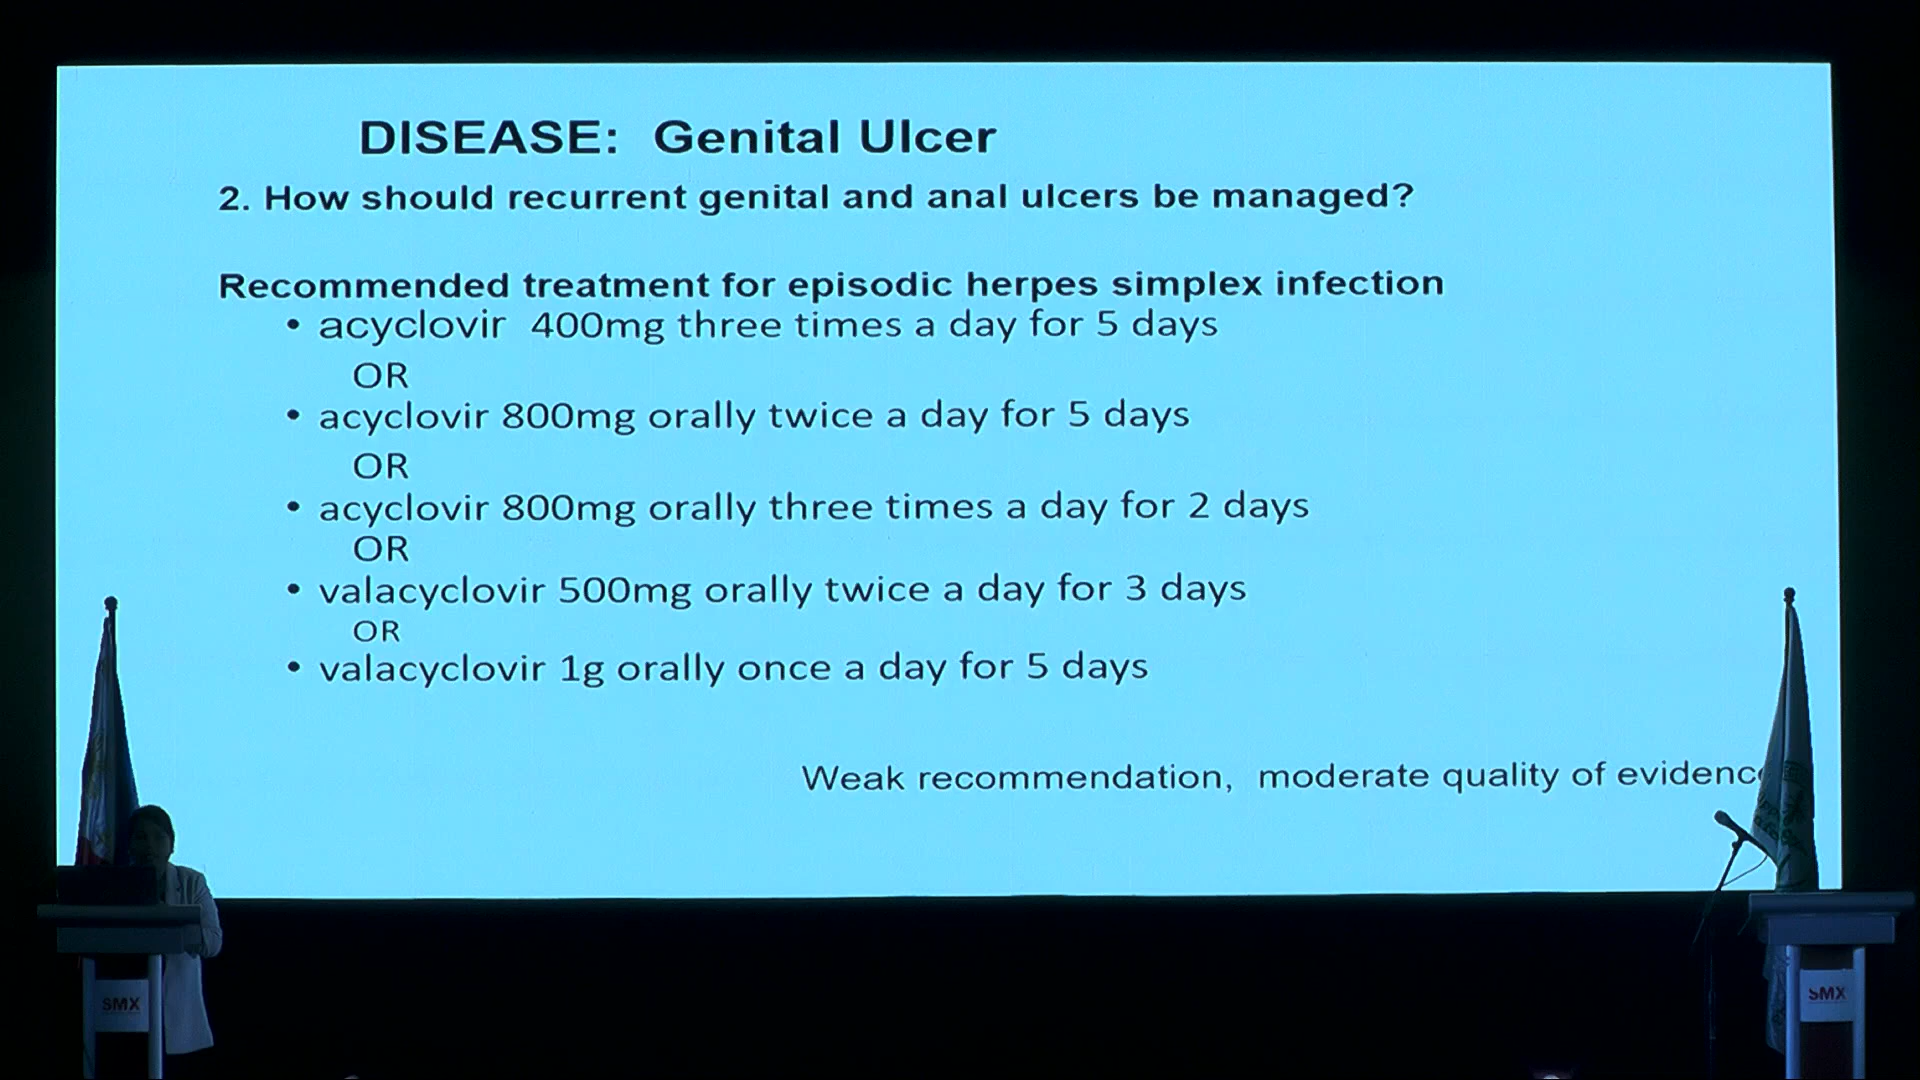 DISEASE: Genital Ulcer
2. How should recurrent genital and anal ulcers be managed?
Recommended treatment for episodic herpes simplex infection
• acyclovir 400mg three times a day for 5 days
OR
• acyclovir 800mg orally twice a day for 5 days
OR
• acyclovir 800mg orally three times a day for 2 days
OR
• valacyclovir 500mg orally twice a day for 3 days
OR
• valacyclovir 1g orally once a day for 5 days
Weak recommendation, moderate quality of evidenc
SMX
SMX